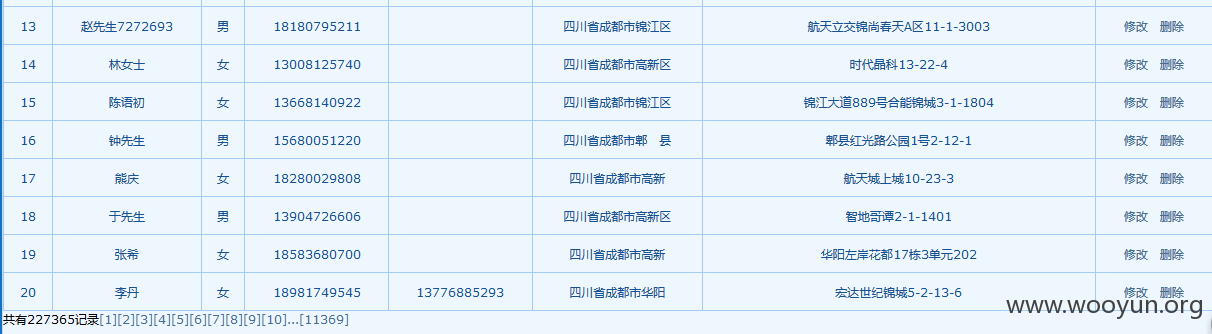 13 赵先生7272693 男 18180795211 四川省成都市锦江区 航天立交锦尚春天A区11-1-3003 修改 删除
14 林女士 女 13008125740 四川省成都市高新区 时代晶科13-22-4 修改 删除
15 陈语初 女 13668140922 四川省成都市锦江区 锦江大道889号合能锦城3-1-1804 修改 删除
16 钟先生 男 15680051220 四川省成都市郫 县 郫县红光路公园1号2-12-1 修改 删除
17 熊庆 女 18280029808 四川省成都市高新 航天城上城10-23-3 修改 删除
18 于先生 男 13904726606 四川省成都市高新区 智地哥谭2-1-1401 修改 删除
19 张希 女 18583680700 四川省成都市高新 华阳左岸花都17栋3单元202 修改 删除
20 李丹 女 18981749545 13776885293 四川省成都市华阳 宏达世纪锦城5-2-13-6 修改 删除
共有227365记录[1][2][3][4][5][6][7][8][9][10]...[11369]
www.wooyun.org